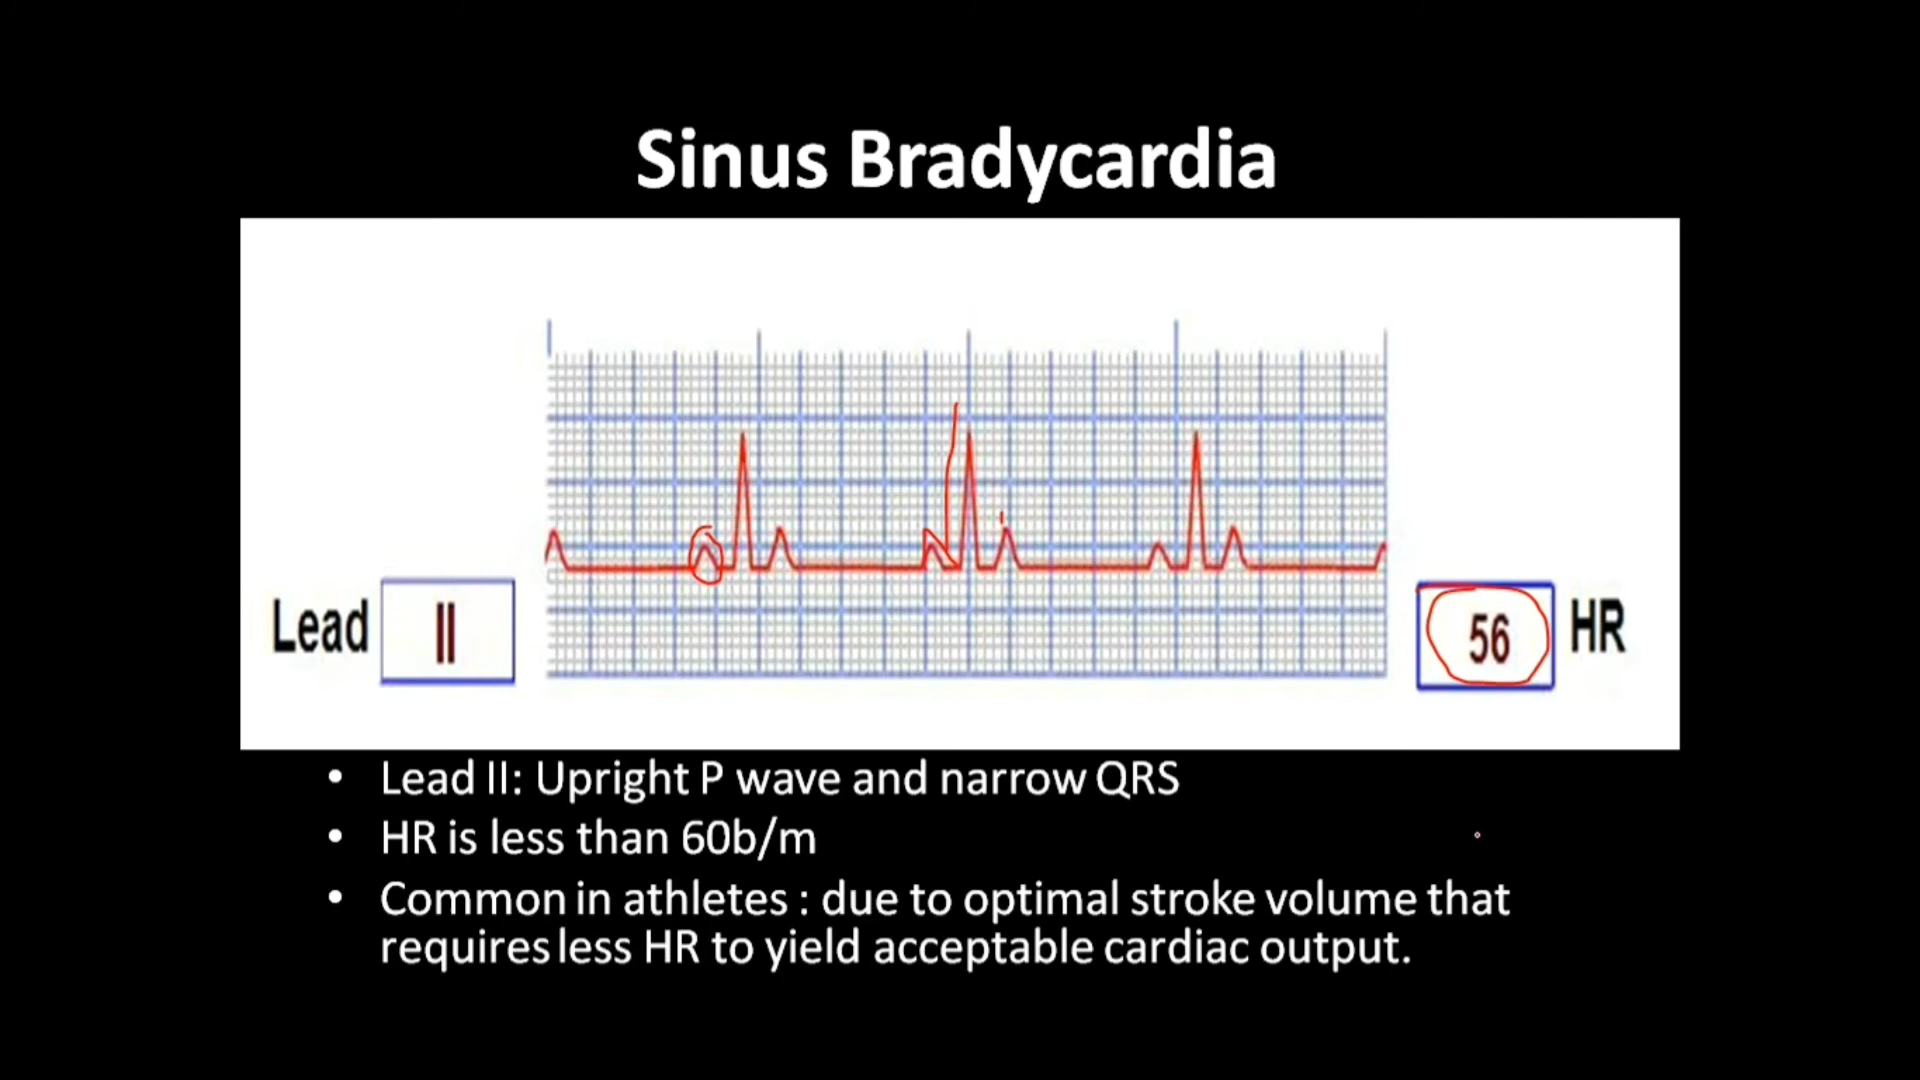 Sinus Bradycardia
Lead II
56 HR
• Lead II: Upright P wave and narrow QRS
• HR is less than 60b/m
• Common in athletes : due to optimal stroke volume that
requires less HR to yield acceptable cardiac output.